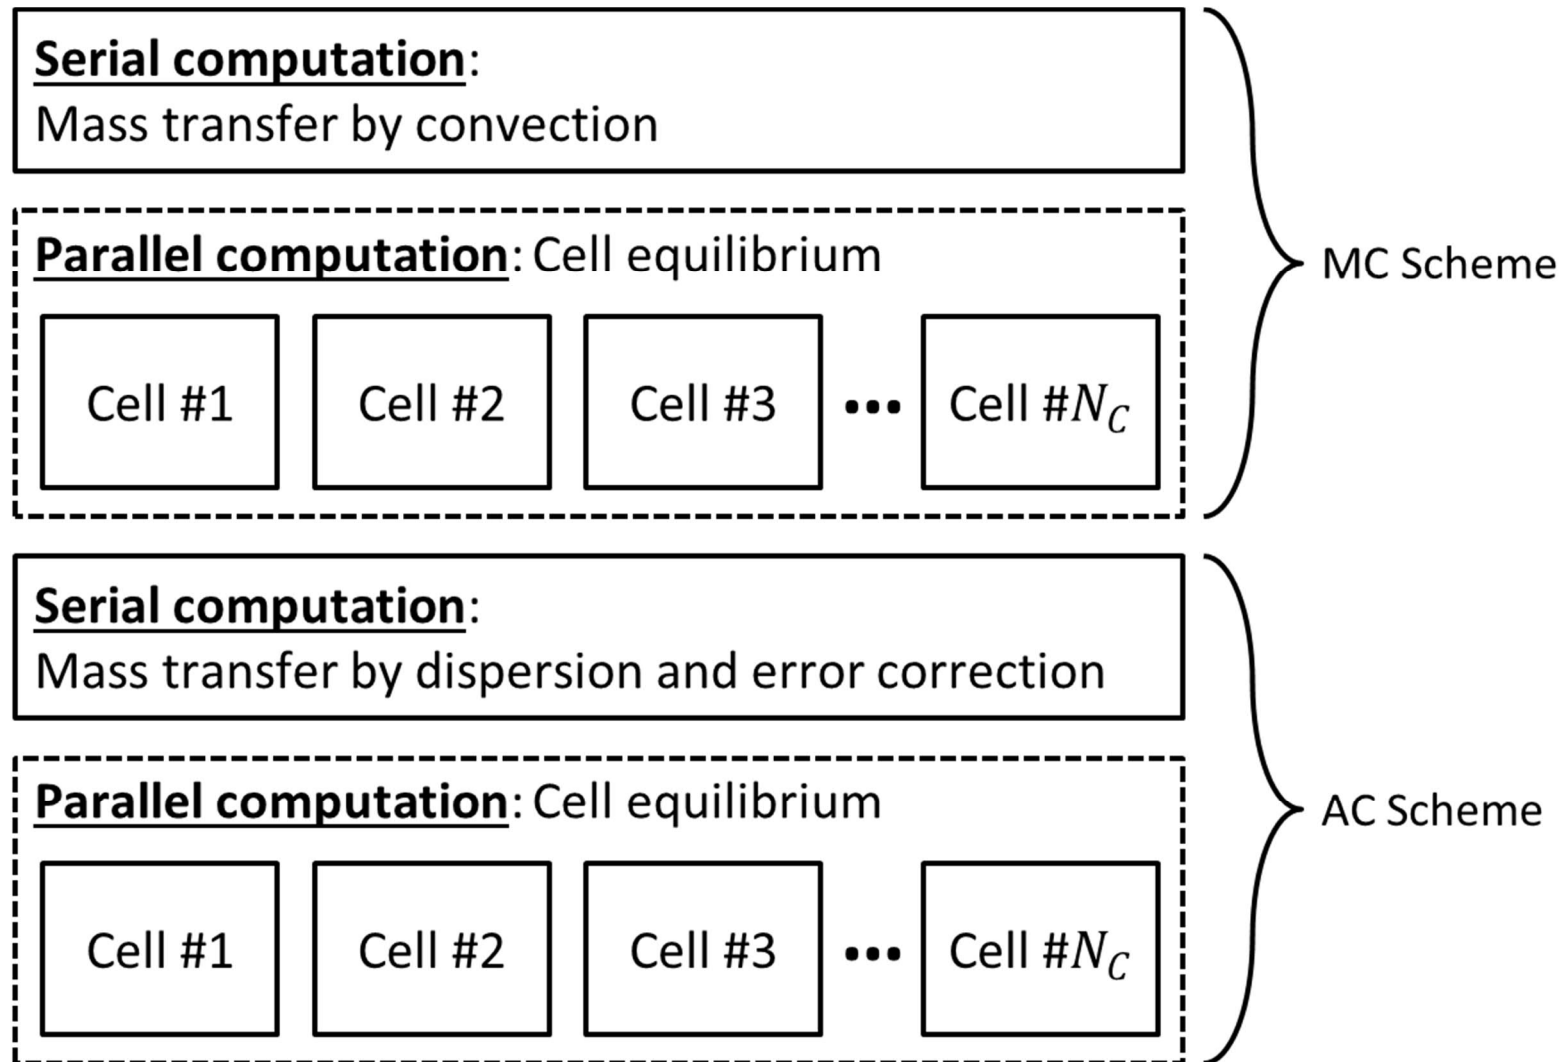 Serial computation:
Mass transfer by convection
Parallel computation: Cell equilibrium
Cell #1 Cell #2 Cell #3 ••• Cell #N_C
MC Scheme
Serial computation:
Mass transfer by dispersion and error correction
Parallel computation: Cell equilibrium
Cell #1 Cell #2 Cell #3 ••• Cell #N_C
AC Scheme